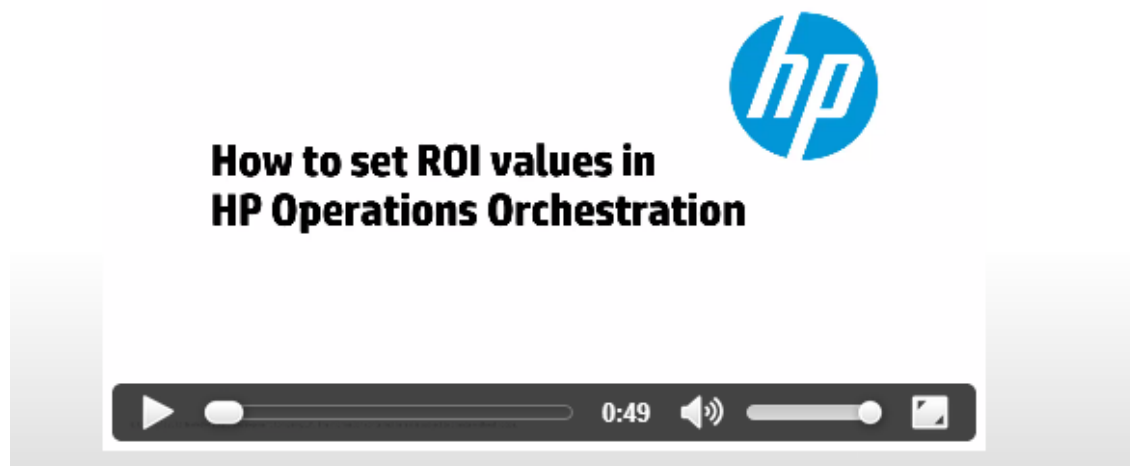 hp
How to set ROI values in
HP Operations Orchestration
0:49